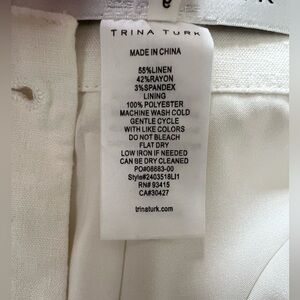 TRINA TURK
MADE IN CHINA
55%LINEN
42%RAYON
3%SPANDEX
LINING
100% POLYESTER
MACHINE WASH COLD
GENTLE CYCLE
WITH LIKE COLORS
DO NOT BLEACH
FLAT DRY
LOW IRON IF NEEDED
CAN BE DRY CLEANED
PO#08683-00
Style#2403518LI1
RN# 93415
CA#30427
trinaturk.com